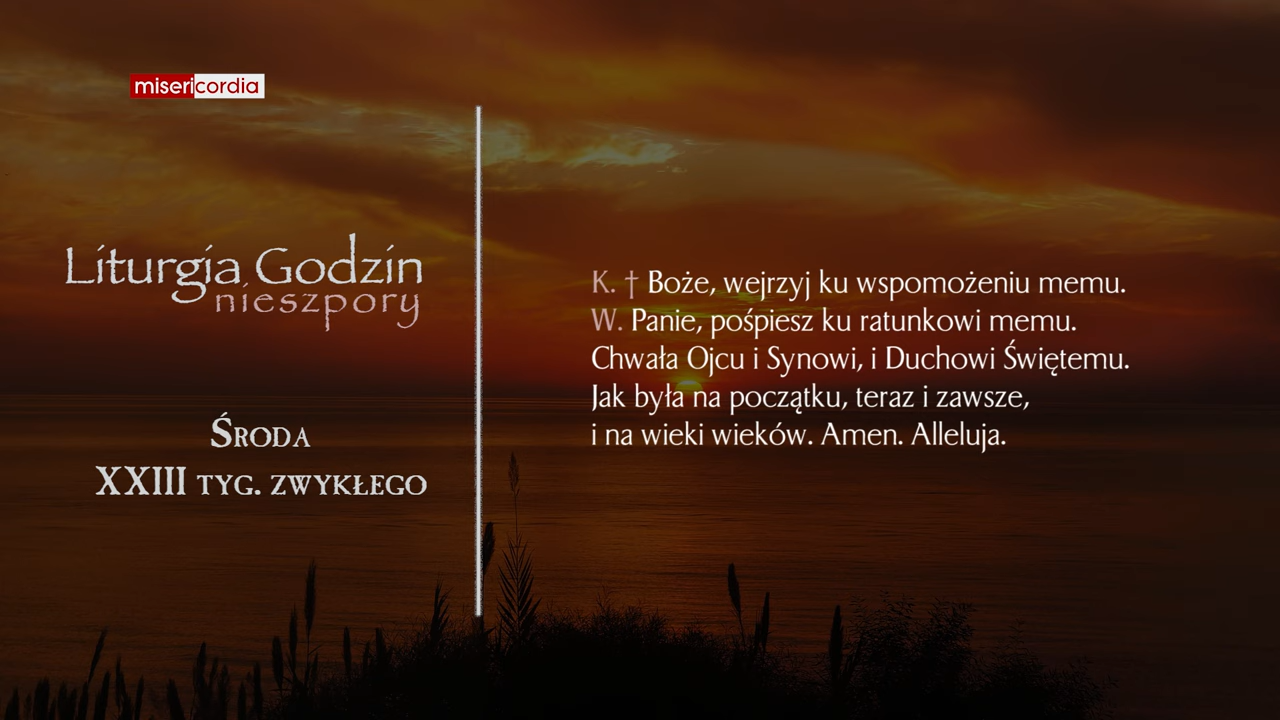 misericordia
Liturgia Godzin
nieszpory
Środa
XXIII tyg. zwykłego
K. † Boże, wejrzyj ku wspomożeniu memu.
W. Panie, pośpiesz ku ratunkowi memu.
Chwała Ojcu i Synowi, i Duchowi Świętemu.
Jak była na początku, teraz i zawsze,
i na wieki wieków. Amen. Alleluja.